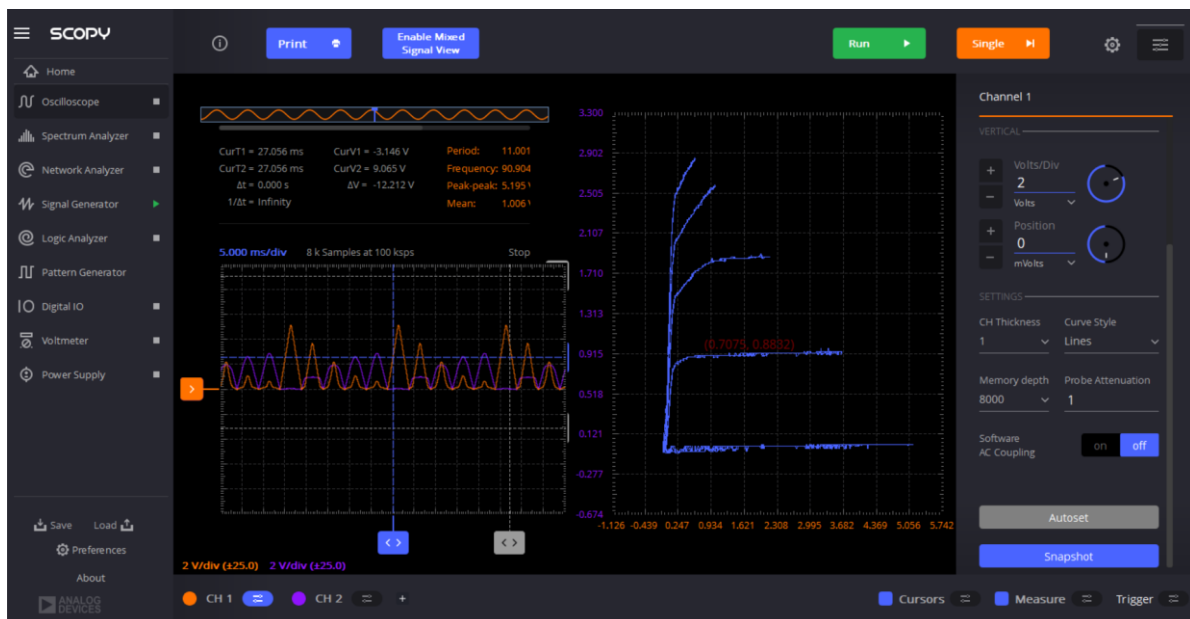 SCOPY
Print
Enable Mixed
Signal View
Run
Single
Home
Oscilloscope
Spectrum Analyzer
Network Analyzer
Signal Generator
Logic Analyzer
Pattern Generator
Digital IO
Voltmeter
Power Supply
Save Load
Preferences
About
ANALOG
DEVICES
CurT1 = 27.056 ms CurV1 = -3.146 V Period: 11.001
CurT2 = 27.056 ms CurV2 = 9.065 V Frequency: 90.904
Δt = 0.000 s ΔV = -12.212 V Peak-peak: 5.195
1/Δt = Infinity Mean: 1.006
5.000 ms/div 8 k Samples at 100 ksps Stop
3.300
2.902
2.505
2.107
1.710
1.313
0.915
0.518
0.121
-0.277
-0.674
(0.7075, 0.8832)
-1.126 -0.439 0.247 0.934 1.621 2.308 2.995 3.682 4.369 5.056 5.742
2 V/div (±25.0) 2 V/div (±25.0)
CH 1 CH 2 +
Cursors Measure Trigger
Channel 1
VERTICAL
+ Volts/Div
2
- Volts
+ Position
0
- mVolts
SETTINGS
CH Thickness Curve Style
1 Lines
Memory depth Probe Attenuation
8000 1
Software
AC Coupling
on off
Autoset
Snapshot